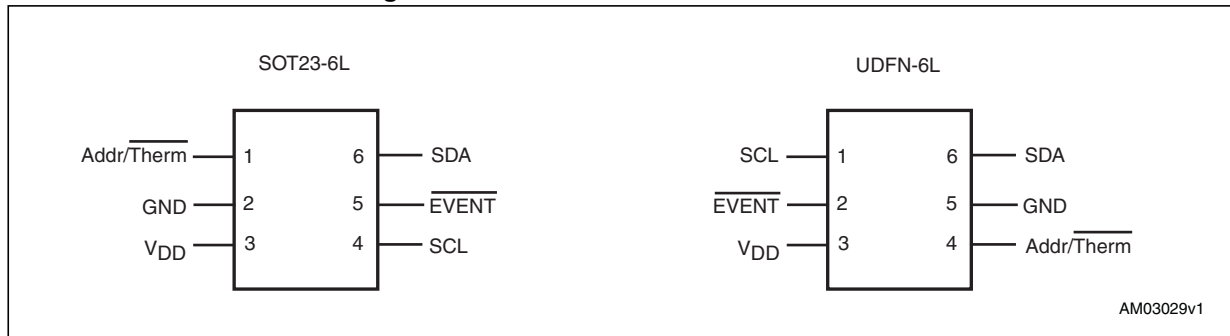 SOT23-6L
Addr/Therm 1 6 SDA
GND 2 5 EVENT
VDD 3 4 SCL
UDFN-6L
SCL 1 6 SDA
EVENT 2 5 GND
VDD 3 4 Addr/Therm
AM03029v1